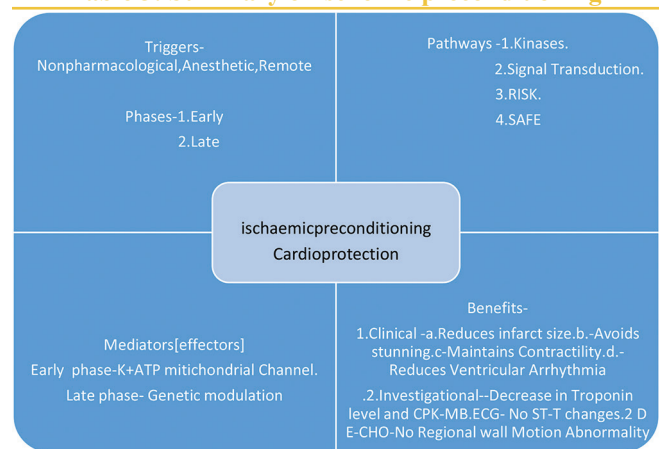 Triggers-
Nonpharmacological,Anesthetic,Remote
Phases-1.Early
2.Late
Pathways -1.Kinases.
2.Signal Transduction.
3.RISK.
4.SAFE
ischaemicpreconditioning
Cardioprotection
Mediators[effectors]
Early phase-K+ATP mitichondrial Channel.
Late phase- Genetic modulation
Benefits-
1.Clinical -a.Reduces infarct size.b.-Avoids
stunning.c-Maintains Contractility.d.-
Reduces Ventricular Arrhythmia
.2.Investigational--Decrease in Troponin
level and CPK-MB.ECG- No ST-T changes.2 D
E-CHO-No Regional wall Motion Abnormality